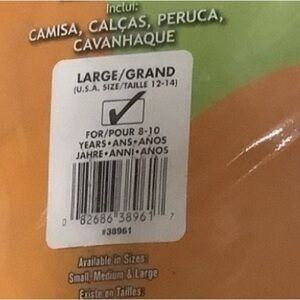 Inclui:
CAMISA, CALÇAS, PERUCA,
CAVANHAQUE
LARGE/GRAND
(U.S.A. SIZE/TAILLE 12-14)
FOR/POUR 8-10
YEARS•ANS•AÑOS
JAHRE•ANNI•ANOS
0 82686 38961 7
#38961
Available in Sizes:
Small, Medium & Large
Existe en Tailles: